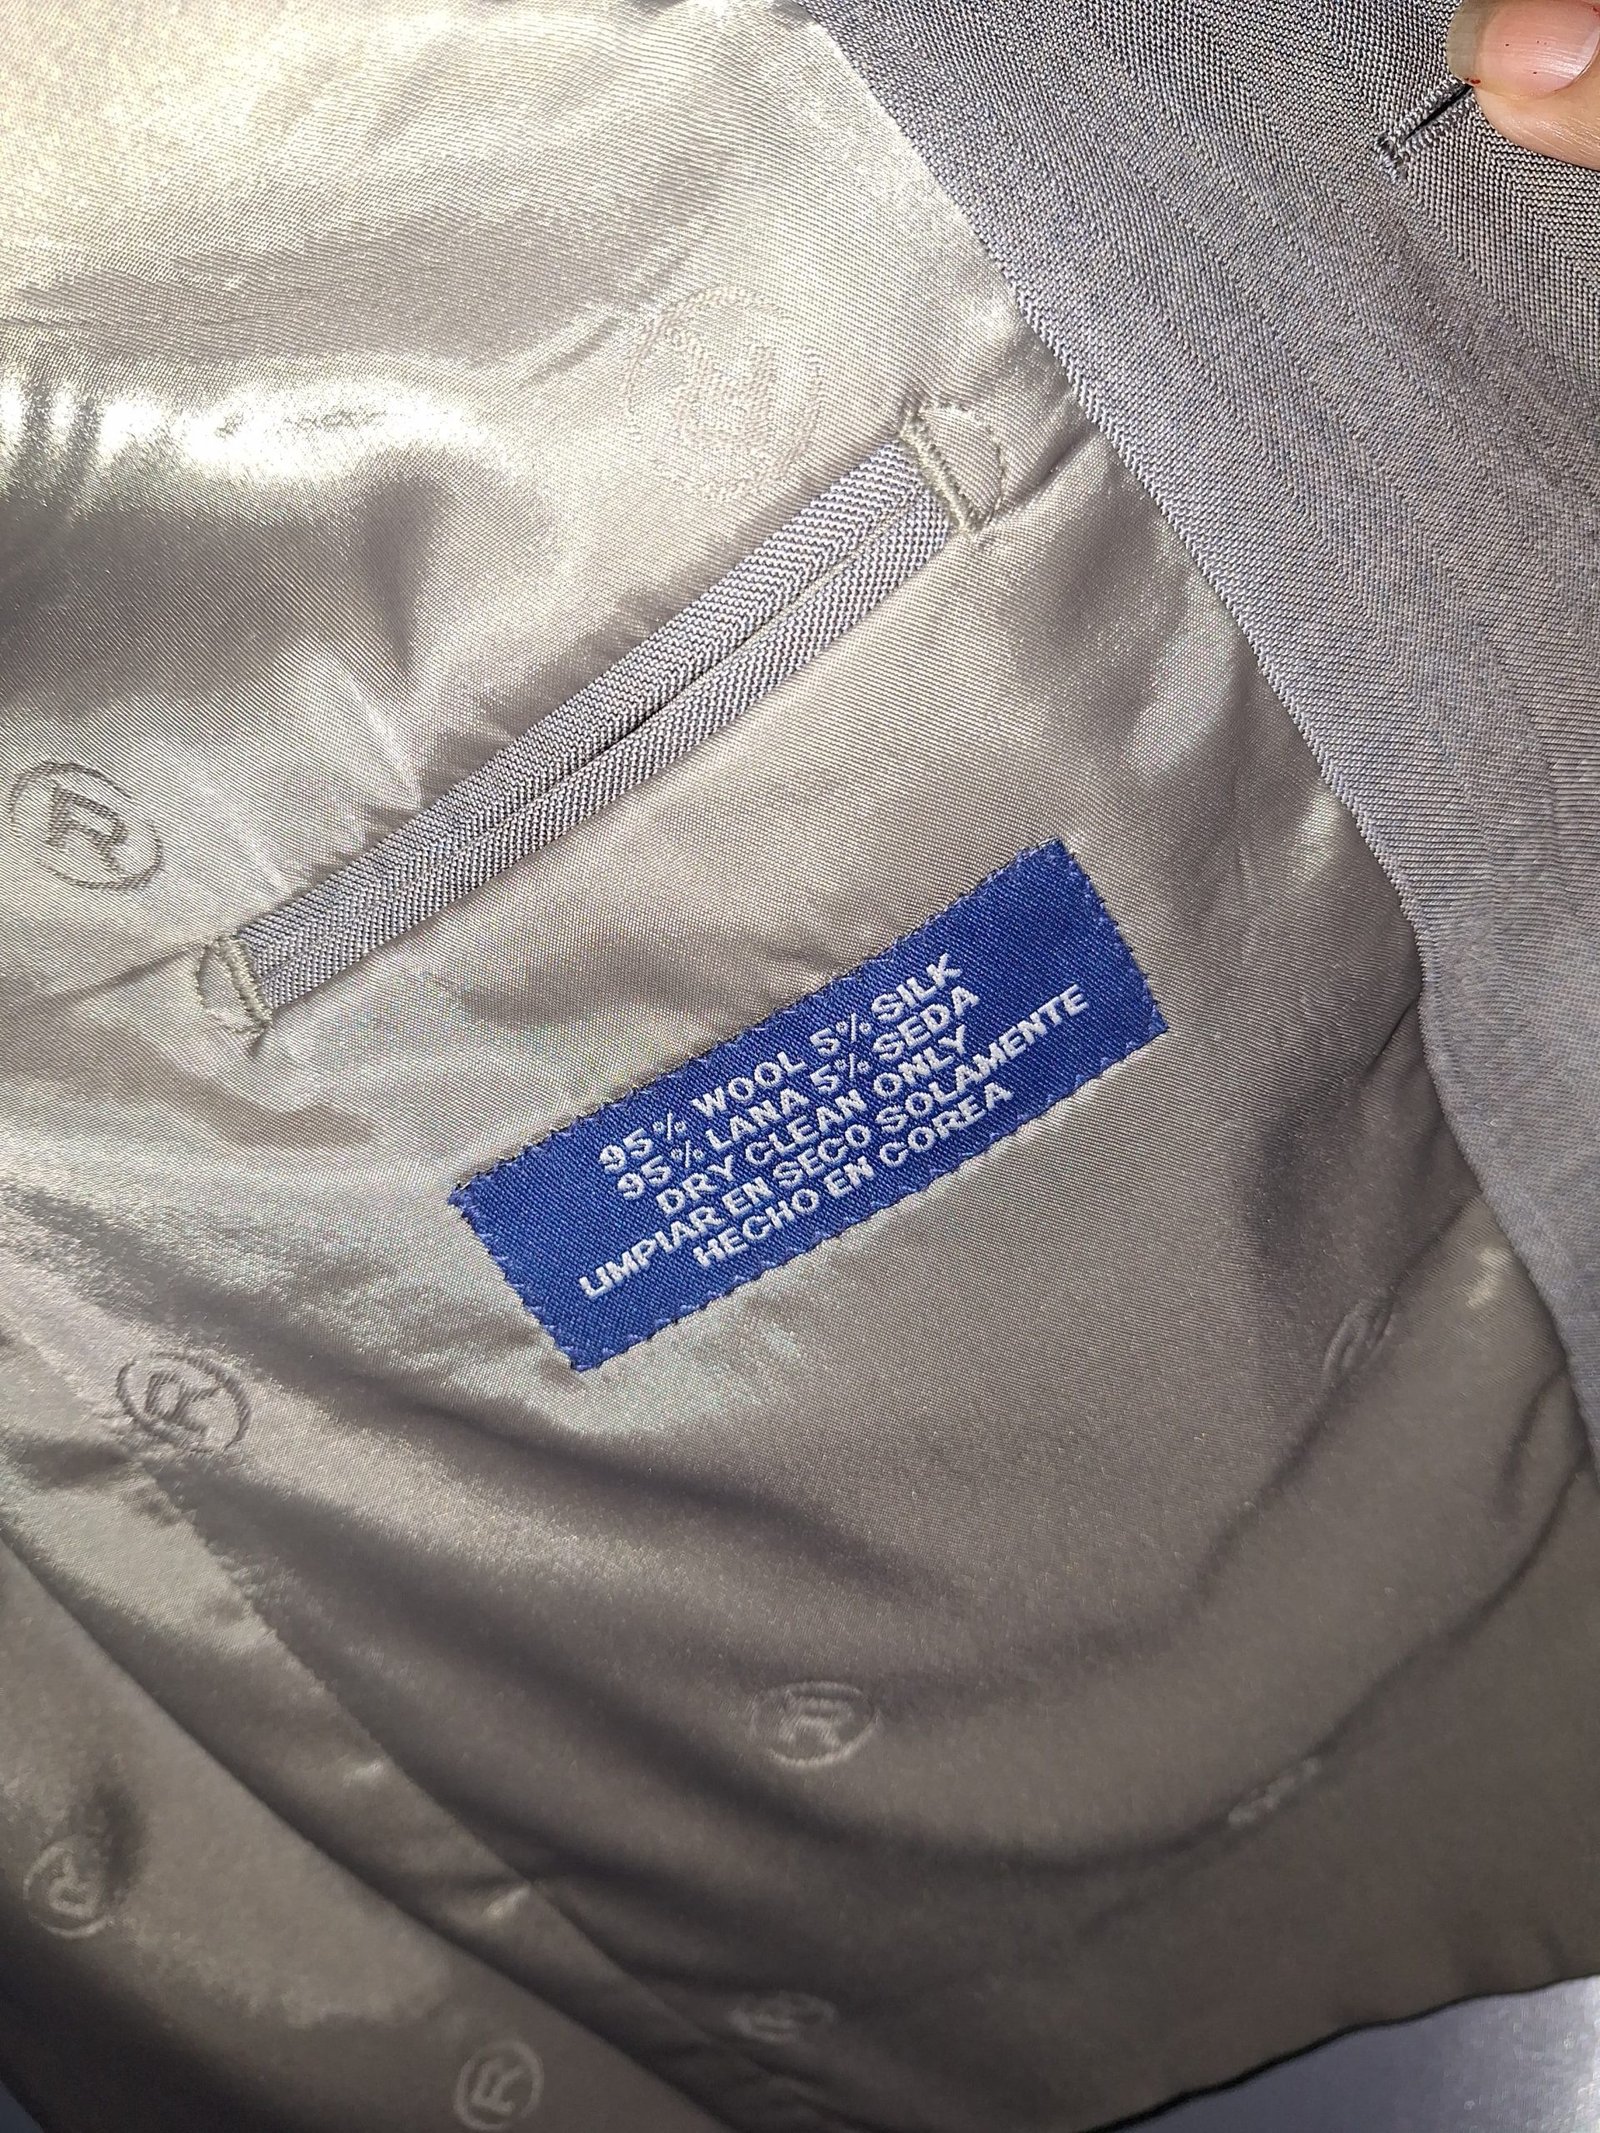 95% WOOL 5% SILK
95% LANA 5% SEDA
DRY CLEAN ONLY
LIMPIAR EN SECO SOLAMENTE
HECHO EN COREA
R
R
R
R
R